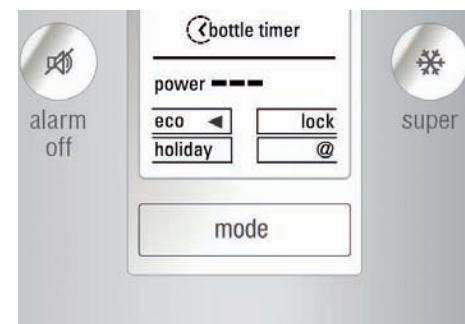 bottle timer
power
eco lock
holiday @
alarm off
super
mode